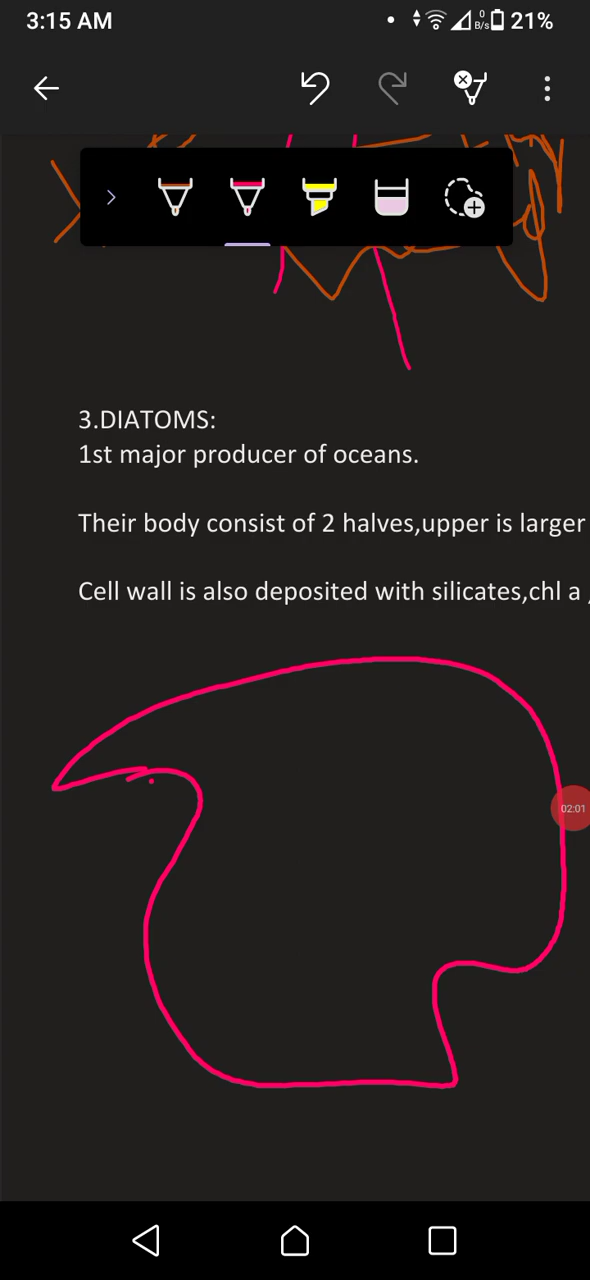 3:15 AM
0
B/s
21%
3.DIATOMS:
1st major producer of oceans.
Their body consist of 2 halves,upper is larger
Cell wall is also deposited with silicates,chl a ,
02:01